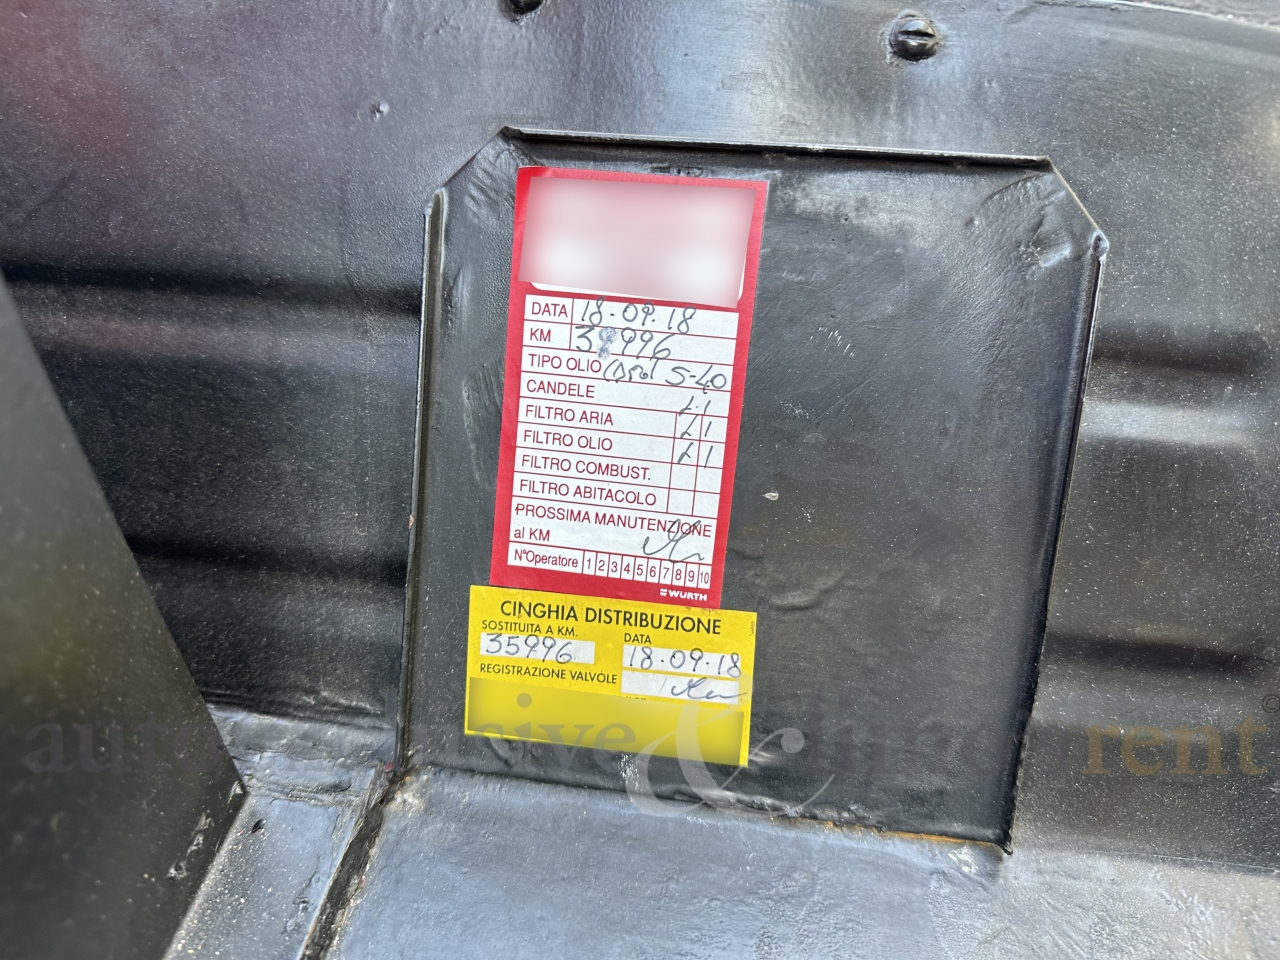 DATA 18.09.18
KM 39996
TIPO OLIO 5-40
CANDELE
FILTRO ARIA
FILTRO OLIO
FILTRO COMBUST.
FILTRO ABITACOLO
PROSSIMA MANUTENZIONE
al KM
N°Operatore 1 2 3 4 5 6 7 8 9 10
WURTH
CINGHIA DISTRIBUZIONE
SOSTITUITA A KM. DATA
35996 18.09.18
REGISTRAZIONE VALVOLE
rent